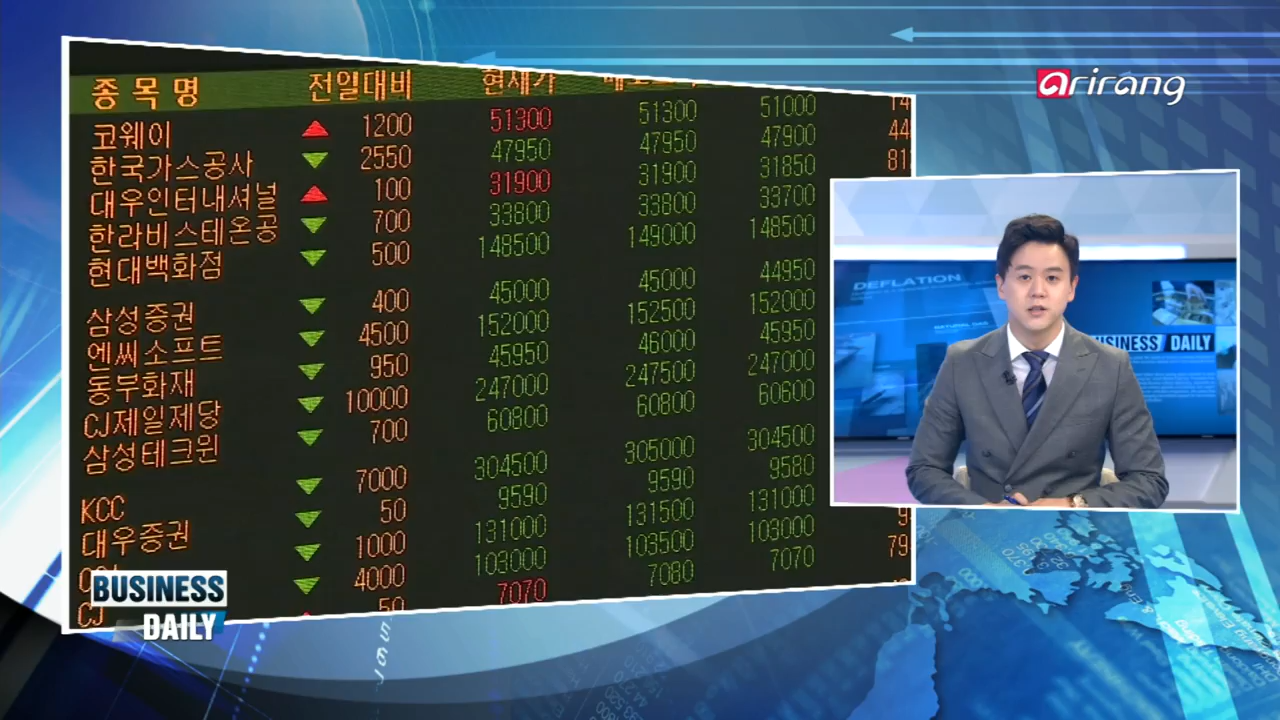 arirang
종목명 전일대비 현재가
코웨이 ▲ 1200 51300 51300 51000 14
한국가스공사 ▼ 2550 47950 47950 47900 44
대우인터내셔널 ▲ 100 31900 31900 31850 81
한라비스테온공 ▼ 700 33800 33800 33700
현대백화점 ▼ 500 148500 149000 148500
삼성증권 ▼ 400 45000 45000 44950
엔씨소프트 ▼ 4500 152000 152500 152000
동부화재 ▼ 950 45950 46000 45950
CJ제일제당 ▼ 10000 247000 247500 247000
삼성테크윈 ▼ 700 60800 60800 60600
KCC ▼ 7000 304500 305000 304500
대우증권 ▼ 50 9590 9590 9580
▼ 1000 131000 131500 131000 9
CJ ▼ 4000 103000 103500 103000 79
50 7070 7080 7070
BUSINESS
DAILY
DEFLATION
BUSINESS DAILY